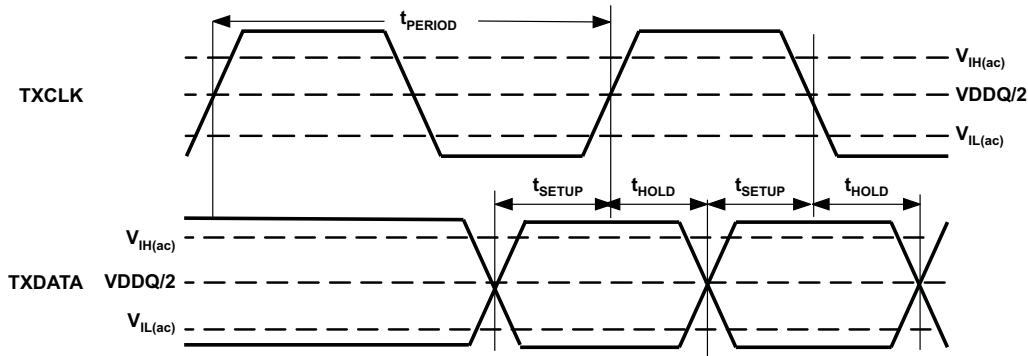 tPERIOD
VIH(ac)
TXCLK
VDDQ/2
VIL(ac)
tSETUP tHOLD tSETUP tHOLD
VIH(ac)
TXDATA VDDQ/2
VIL(ac)